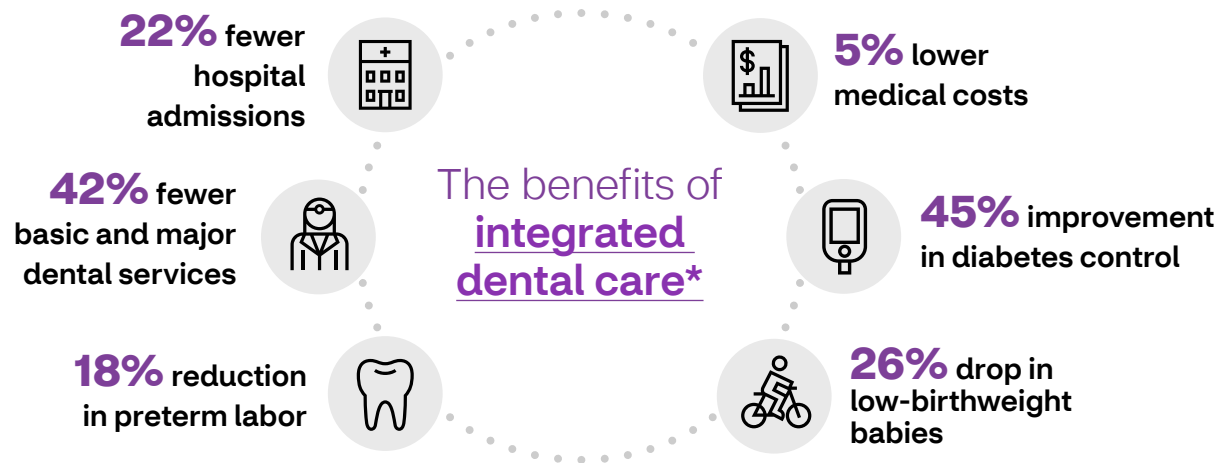 22% fewer
hospital
admissions
5% lower
medical costs
42% fewer
basic and major
dental services
The benefits of
integrated
dental care*
45% improvement
in diabetes control
18% reduction
in preterm labor
26% drop in
low-birthweight
babies